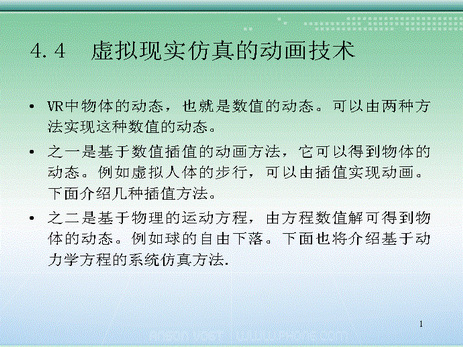 4.4 虚拟现实仿真的动画技术
• VR中物体的动态，也就是数值的动态。可以由两种方
法实现这种数值的动态。
• 之一是基于数值插值的动画方法，它可以得到物体的
动态。例如虚拟人体的步行，可以由插值实现动画。
下面介绍几种插值方法。
• 之二是基于物理的运动方程，由方程数值解可得到物
体的动态。例如球的自由下落。下面也将介绍基于动
力学方程的系统仿真方法.
1